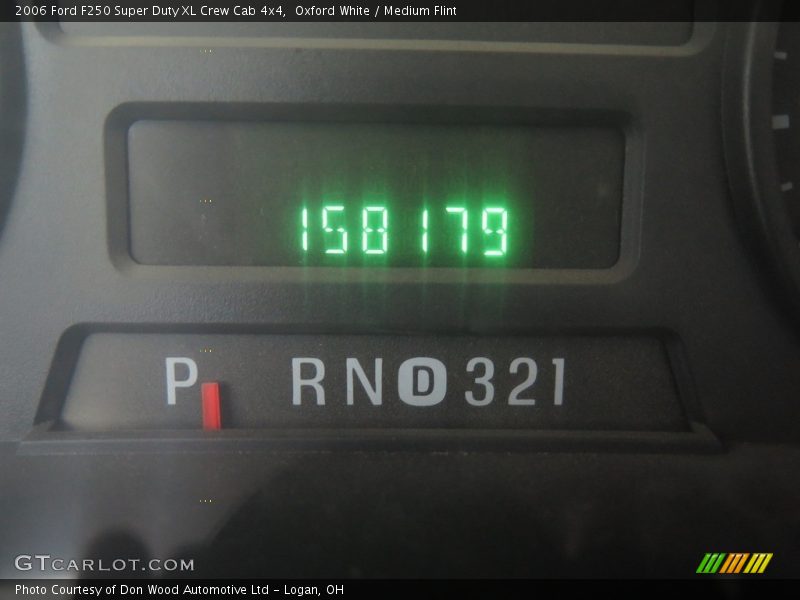 2006 Ford F250 Super Duty XL Crew Cab 4x4,  Oxford White / Medium Flint
158179
P RND321
GTCARLOT.COM
Photo Courtesy of Don Wood Automotive Ltd - Logan, OH